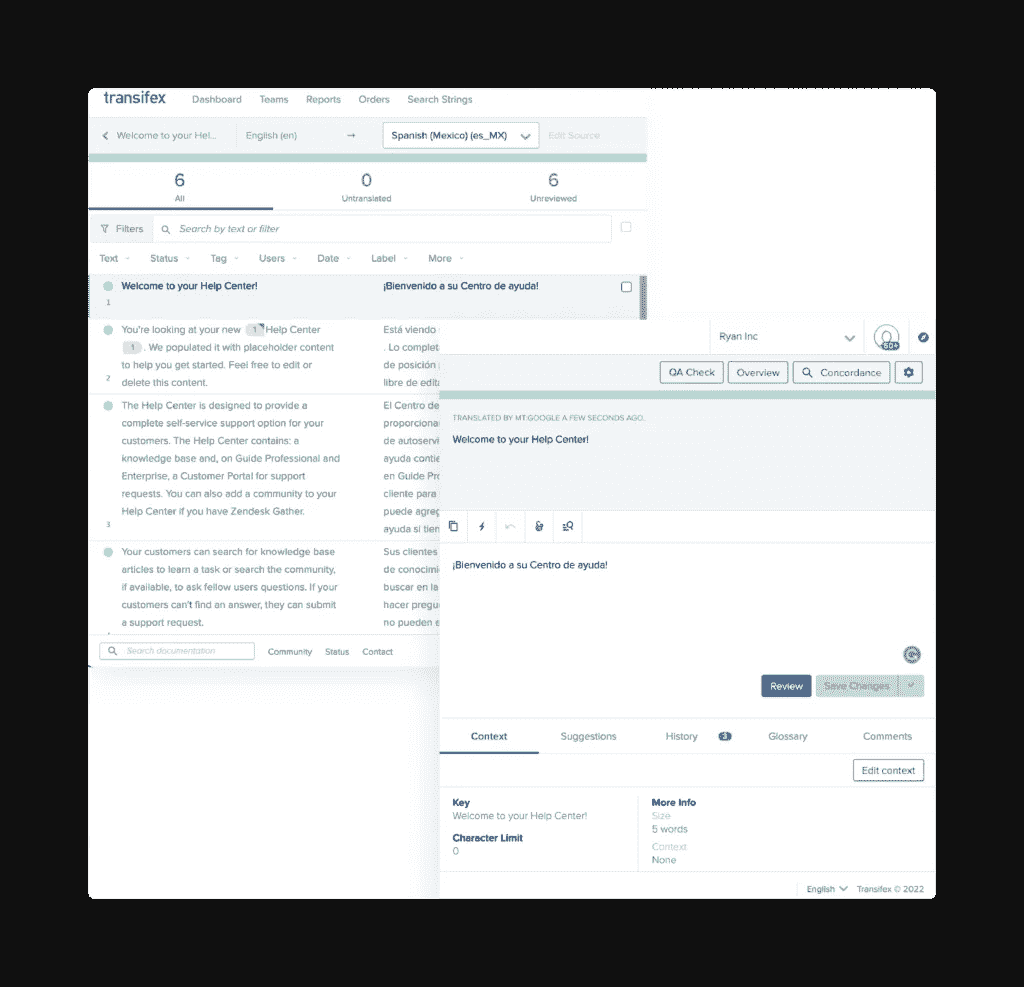 transifex Dashboard Teams Reports Orders Search Strings
Welcome to your Hel... English (en) → Spanish (Mexico) (es_MX) Edit Source
6 0 6
All Untranslated Unreviewed
Filters Search by text or filter
Text Status Tag Users Date Label More
Welcome to your Help Center! ¡Bienvenido a su Centro de ayuda!
1
You're looking at your new 1 Help Center
1 . We populated it with placeholder content
to help you get started. Feel free to edit or
delete this content.
2
Está viendo
. Lo complet
de posición
libre de edit
The Help Center is designed to provide a
complete self-service support option for your
customers. The Help Center contains: a
knowledge base and, on Guide Professional and
Enterprise, a Customer Portal for support
requests. You can also add a community to your
Help Center if you have Zendesk Gather.
3
El Centro de
proporciona
de autoservi
ayuda contie
en Guide Pr
cliente para
puede agreg
ayuda si tien
Your customers can search for knowledge base
articles to learn a task or search the community,
if available, to ask fellow users questions. If your
customers can't find an answer, they can submit
a support request.
Sus clientes
de conocimi
buscar en la
hacer pregu
no pueden e
Search documentation Community Status Contact
Ryan Inc
QA Check Overview Concordance
TRANSLATED BY MT:GOOGLE A FEW SECONDS AGO.
Welcome to your Help Center!
¡Bienvenido a su Centro de ayuda!
Review Save Changes
Context Suggestions History 3 Glossary Comments
Edit context
Key
Welcome to your Help Center!
Character Limit
0
More Info
Size
5 words
Context
None
English Transifex © 2022